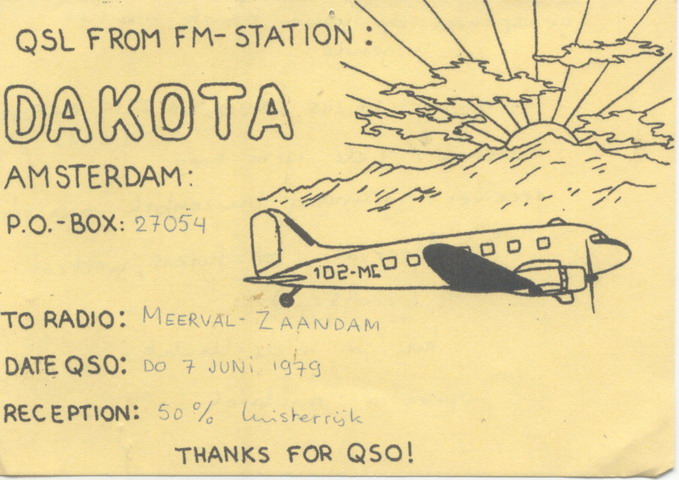 QSL FROM FM-STATION:
DAKOTA
AMSTERDAM:
P.O.-BOX: 27054
102-MC
TO RADIO: MEERVAL-ZAANDAM
DATE QSO: DO 7 JUNI 1979
RECEPTION: 50% luisterrijk
THANKS FOR QSO!